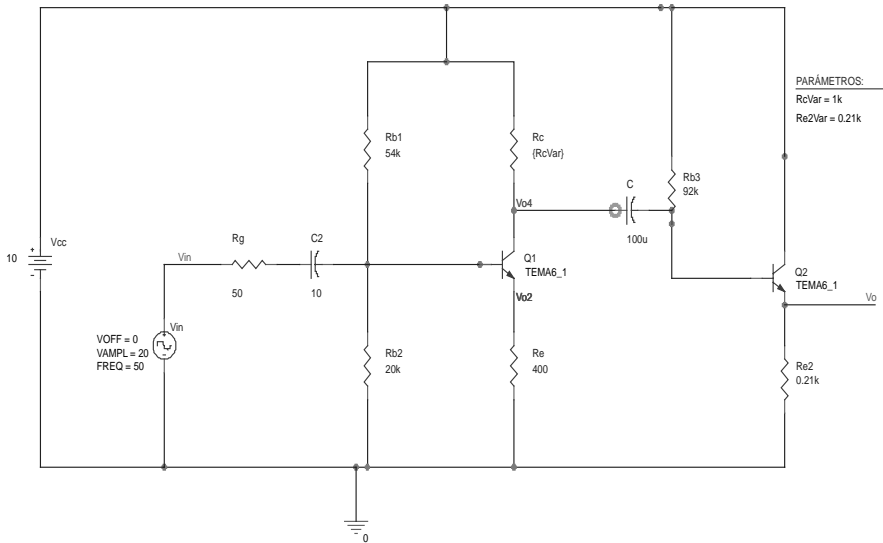 PARÁMETROS:
RcVar = 1k
Re2Var = 0.21k
Rb1
54k
Rc
{RcVar}
Rb3
92k
C
100u
Vo4
Vcc
10
Vin
Rg
50
C2
10
Q1
TEMA6_1
Q2
TEMA6_1
Vo2
Vo
Vin
VOFF = 0
VAMPL = 20
FREQ = 50
Rb2
20k
Re
400
Re2
0.21k
0